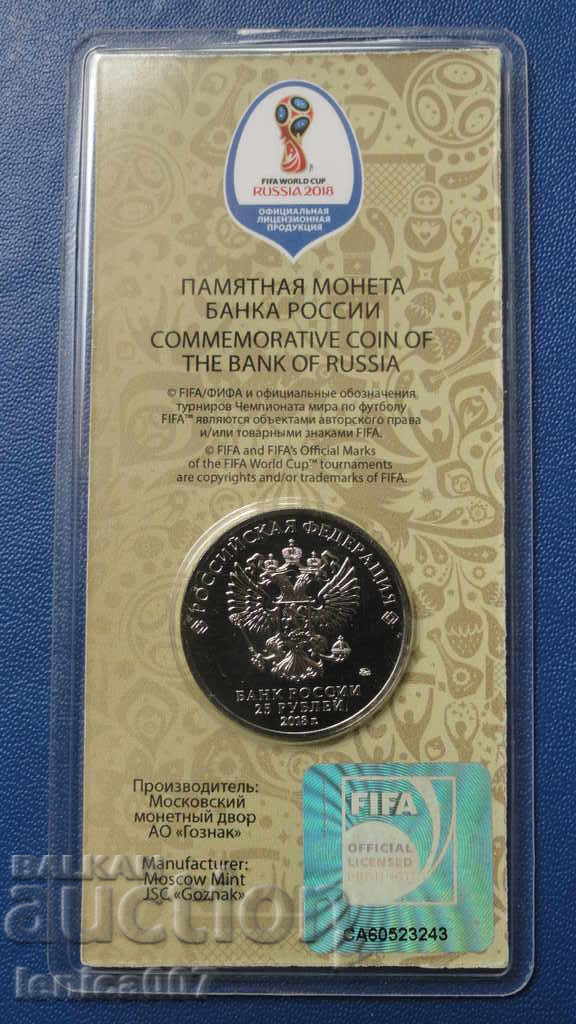 FIFA WORLD CUP
RUSSIA 2018
ОФИЦИАЛЬНАЯ
ЛИЦЕНЗИОННАЯ
ПРОДУКЦИЯ
ПАМЯТНАЯ МОНЕТА
БАНКА РОССИИ
COMMEMORATIVE COIN OF
THE BANK OF RUSSIA
© FIFA/ФИФА и официальные обозначения
турниров Чемпионата мира по футболу
FIFA™ являются объектами авторского права
и/или товарными знаками FIFA.
© FIFA and FIFA's Official Marks
of the FIFA World Cup™ tournaments
are copyrights and/or trademarks of FIFA.
РОССИЙСКАЯ ФЕДЕРАЦИЯ
БАНК РОССИИ
25 РУБЛЕЙ
2018 г.
Производитель:
Московский
монетный двор
АО «Гознак»
Manufacturer:
Moscow Mint
JSC «Goznak»
FIFA
OFFICIAL
LICENSED
CA60523243
БАЛКАН
auction
lenica007